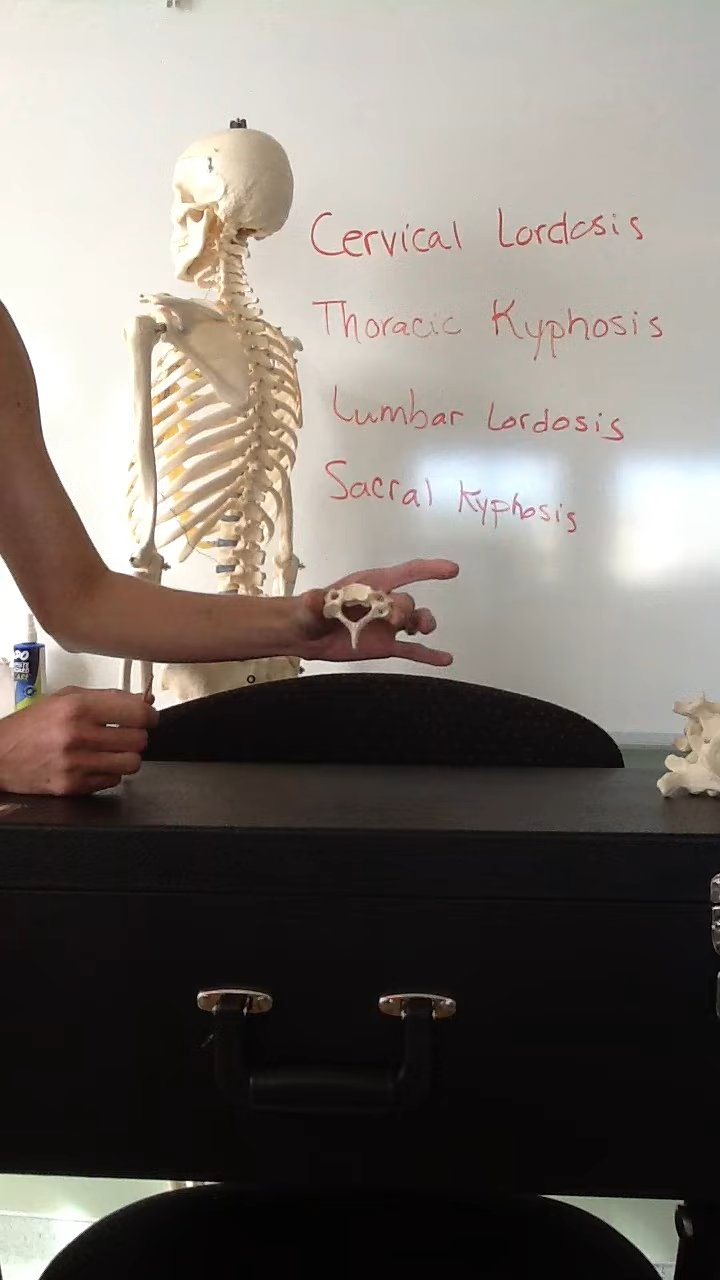 Cervical Lordosis
Thoracic Kyphosis
Lumbar Lordosis
Sacral Kyphosis